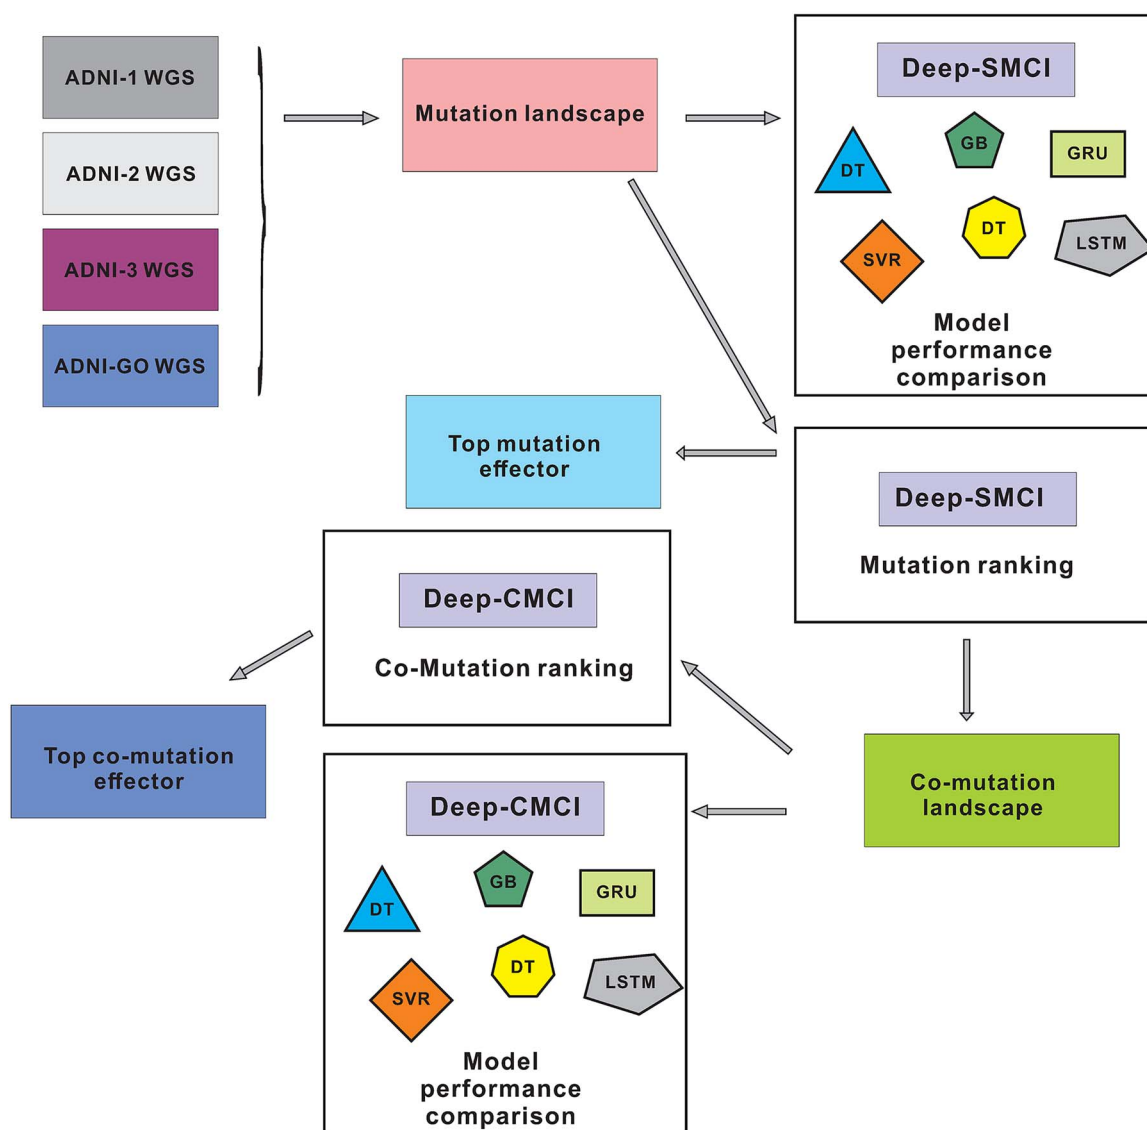 ADNI-1 WGS
ADNI-2 WGS
ADNI-3 WGS
ADNI-GO WGS
Mutation landscape
Deep-SMCI
DT
GB
GRU
SVR
DT
LSTM
Model
performance
comparison
Top mutation
effector
Deep-SMCI
Mutation ranking
Deep-CMCI
Co-Mutation ranking
Top co-mutation
effector
Co-mutation
landscape
Deep-CMCI
DT
GB
GRU
SVR
DT
LSTM
Model
performance
comparison